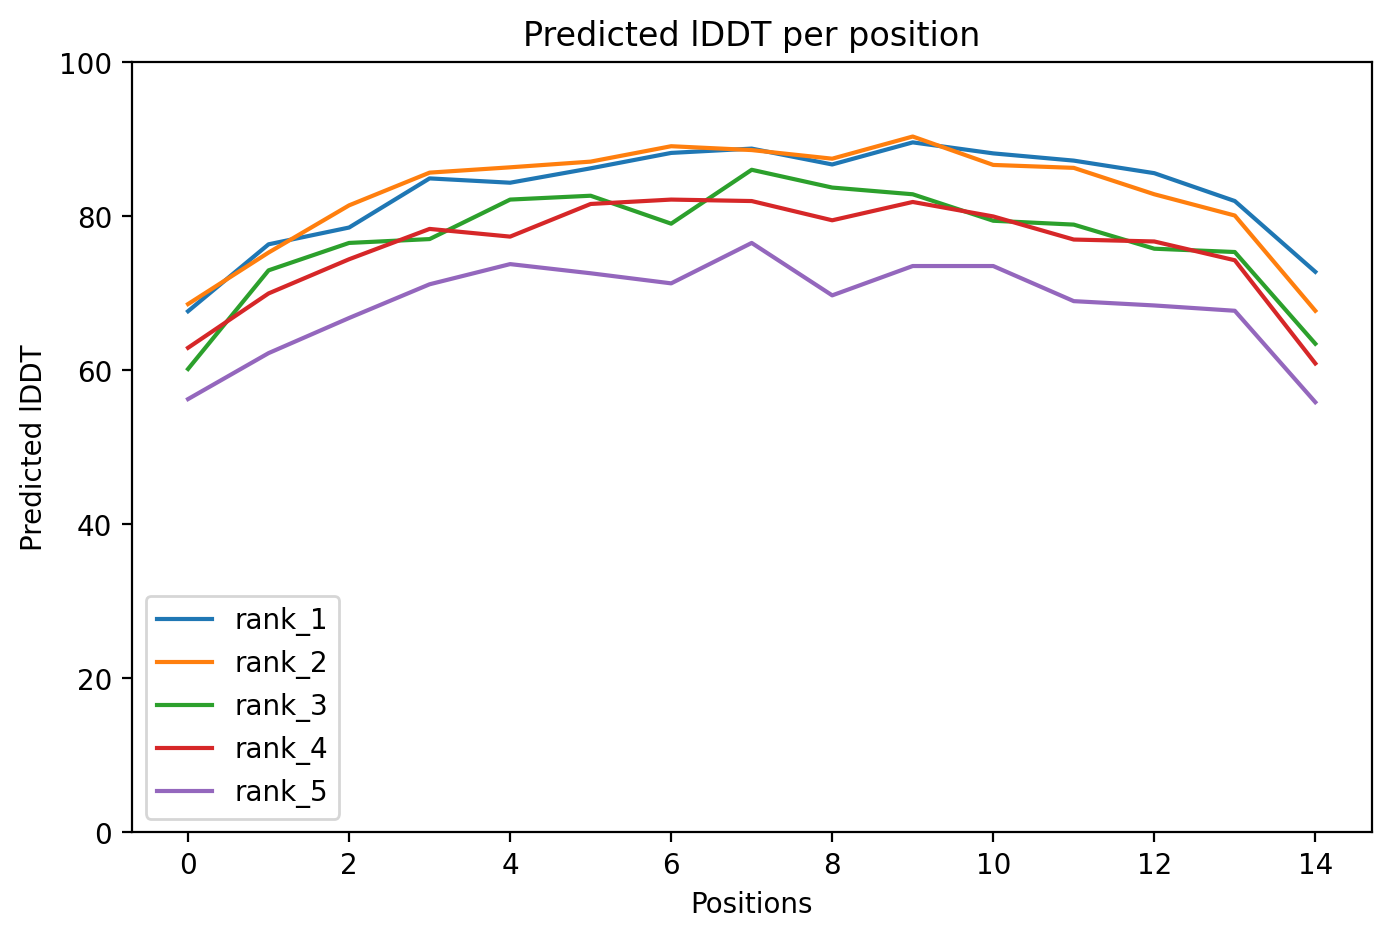 Predicted lDDT per position
100
80
60
40
20
0
Predicted lDDT
rank_1
rank_2
rank_3
rank_4
rank_5
0 2 4 6 8 10 12 14
Positions